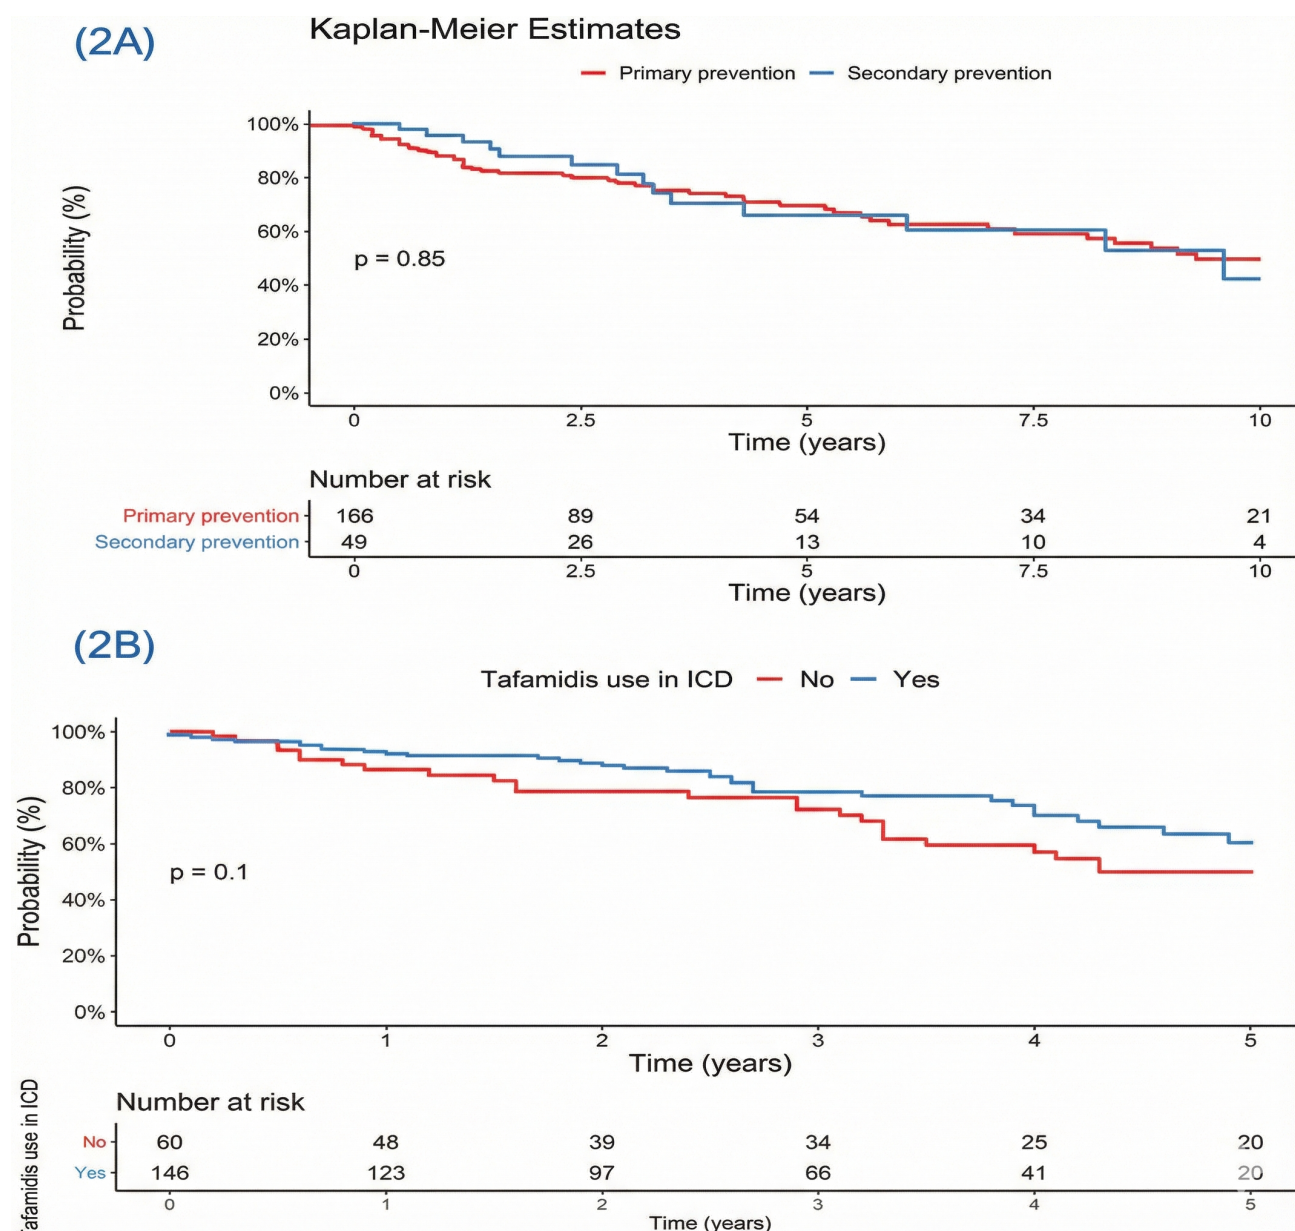 (2A)
Kaplan-Meier Estimates
Primary prevention Secondary prevention
100%
80%
60%
40%
20%
0%
Probability (%)
p = 0.85
0 2.5 5 7.5 10
Time (years)
Number at risk
Primary prevention 166 89 54 34 21
Secondary prevention 49 26 13 10 4
0 2.5 5 7.5 10
Time (years)
(2B)
Tafamidis use in ICD No Yes
100%
80%
60%
40%
20%
0%
Probability (%)
p = 0.1
0 1 2 3 4 5
Time (years)
Number at risk
afamidis use in ICD
No 60 48 39 34 25 20
Yes 146 123 97 66 41 20
0 1 2 3 4 5
Time (years)